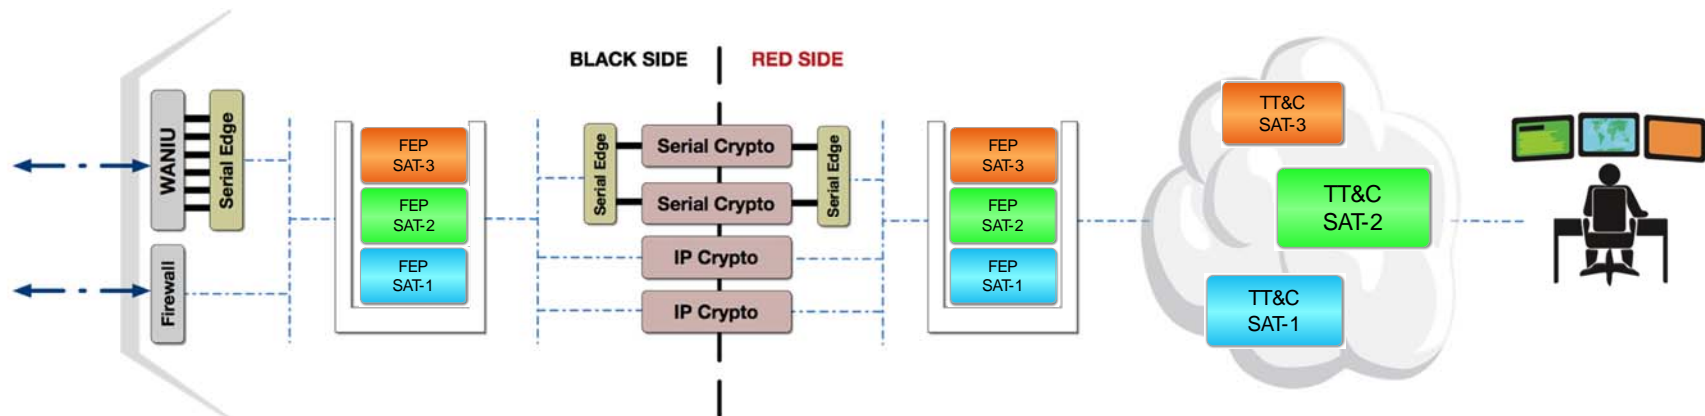 BLACK SIDE
RED SIDE
WANIU
Serial Edge
Firewall
FEP
SAT-3
FEP
SAT-2
FEP
SAT-1
Serial Edge
Serial Crypto
Serial Crypto
IP Crypto
IP Crypto
Serial Edge
FEP
SAT-3
FEP
SAT-2
FEP
SAT-1
TT&C
SAT-3
TT&C
SAT-2
TT&C
SAT-1